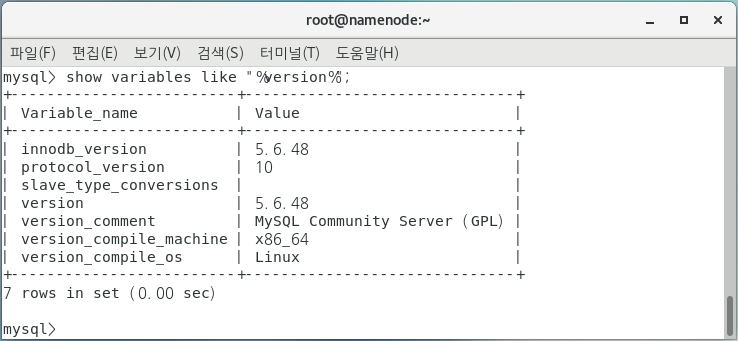 root@namenode:~
파일(F) 편집(E) 보기(V) 검색(S) 터미널(T) 도움말(H)
mysql> show variables like "%version%";
+-------------------------+------------------------------+
| Variable_name | Value |
+-------------------------+------------------------------+
| innodb_version | 5.6.48 |
| protocol_version | 10 |
| slave_type_conversions | |
| version | 5.6.48 |
| version_comment | MySQL Community Server (GPL) |
| version_compile_machine | x86_64 |
| version_compile_os | Linux |
+-------------------------+------------------------------+
7 rows in set (0.00 sec)
mysql>